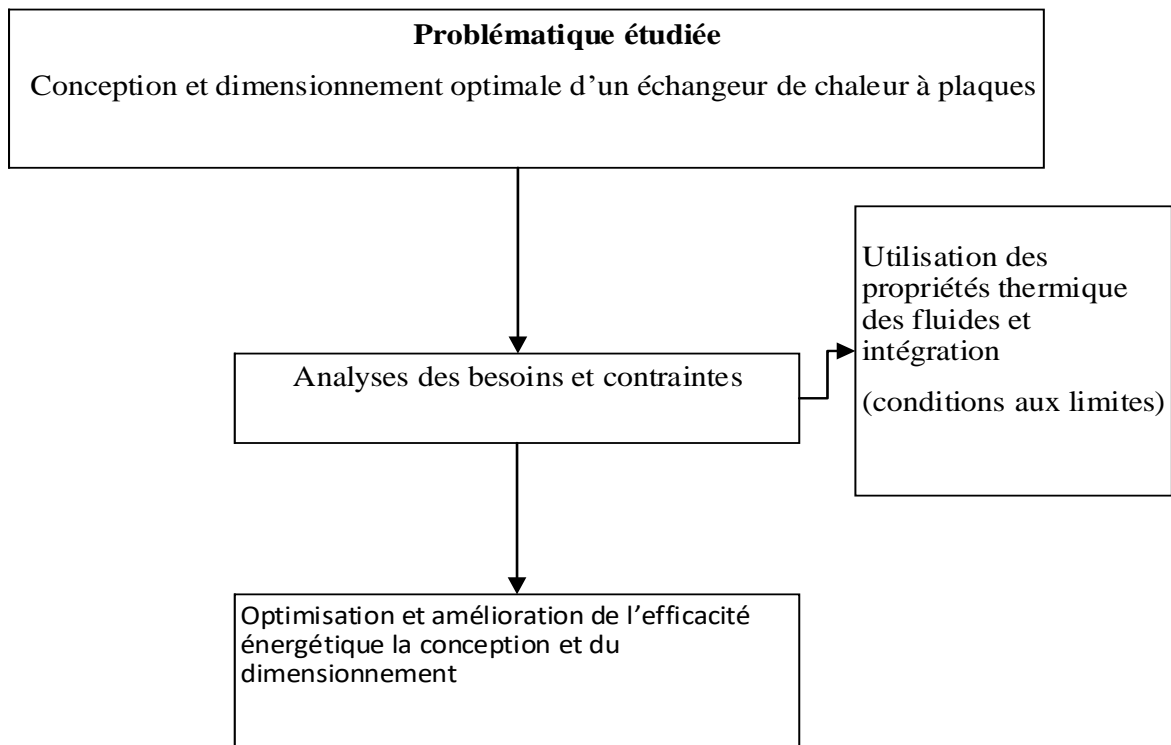 Problématique étudiée
Conception et dimensionnement optimale d’un échangeur de chaleur à plaques
Utilisation des
propriétés thermique
des fluides et
intégration
(conditions aux limites)
Analyses des besoins et contraintes
Optimisation et amélioration de l’efficacité
énergétique la conception et du
dimensionnement